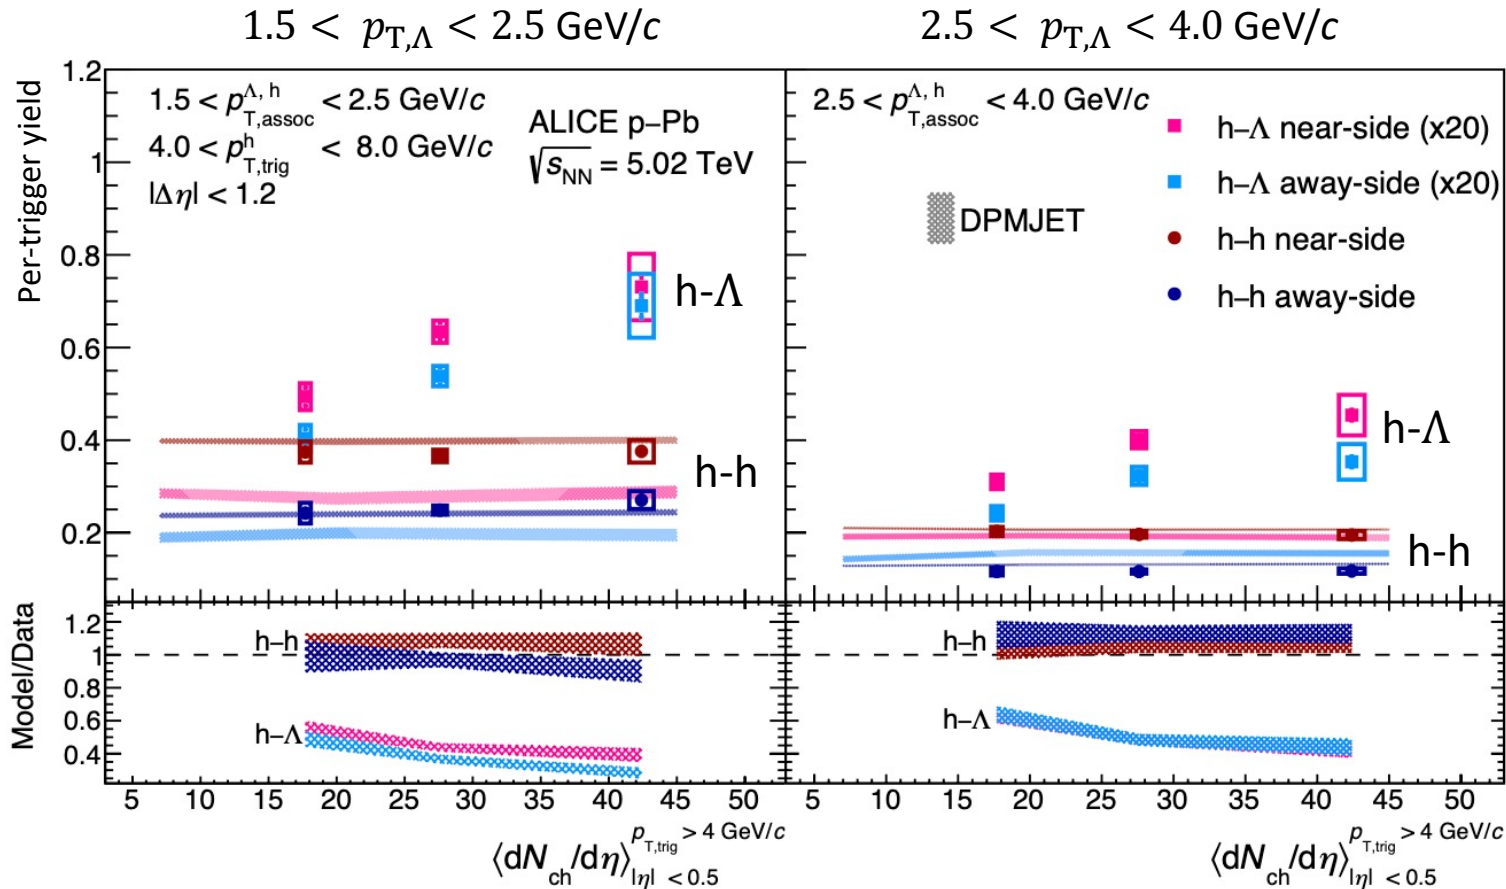 1.5 < p_T,Λ < 2.5 GeV/c
2.5 < p_T,Λ < 4.0 GeV/c
Per-trigger yield
1.2
1
0.8
0.6
0.4
0.2
1.5 < p^Λ, h_T,assoc < 2.5 GeV/c
4.0 < p^h_T,trig < 8.0 GeV/c
|Δη| < 1.2
ALICE p–Pb
√s_NN = 5.02 TeV
h-Λ
h-h
2.5 < p^Λ, h_T,assoc < 4.0 GeV/c
DPMJET
h–Λ near-side (x20)
h–Λ away-side (x20)
h–h near-side
h–h away-side
h-Λ
h-h
Model/Data
1.2
1
0.8
0.6
0.4
h–h
h–Λ
h–h
h–Λ
5 10 15 20 25 30 35 40 45 50
5 10 15 20 25 30 35 40 45 50
⟨dN_ch/dη⟩^p_T,trig > 4 GeV/c_|η| < 0.5
⟨dN_ch/dη⟩^p_T,trig > 4 GeV/c_|η| < 0.5